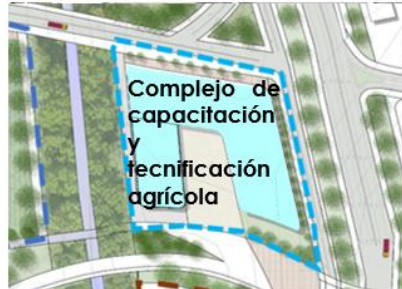 Complejo de
capacitación
y
tecnificación
agrícola